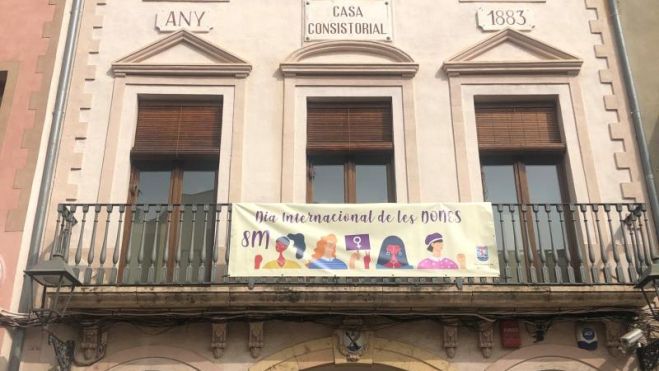 ANY
CASA
CONSISTORIAL
1883
Dia Internacional de les DONES
8M